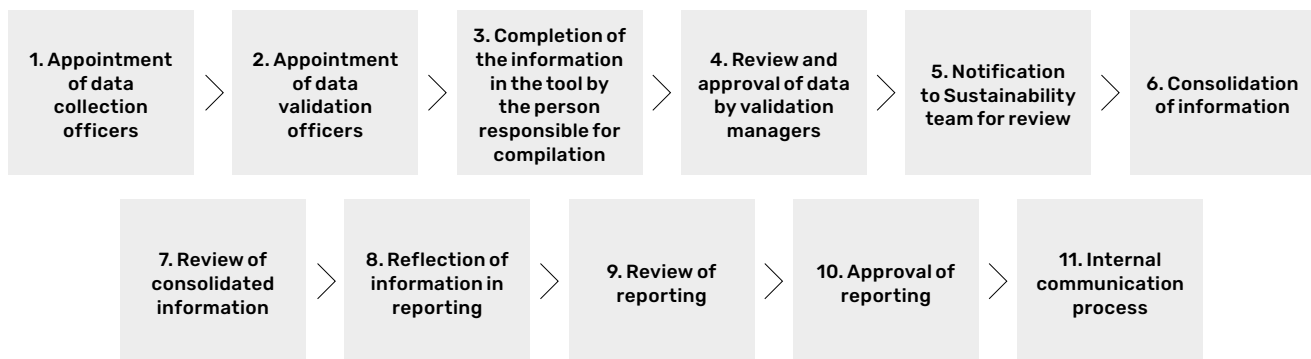 1. Appointment
of data
collection
officers
2. Appointment
of data
validation
officers
3. Completion of
the information
in the tool by
the person
responsible for
compilation
4. Review and
approval of data
by validation
managers
5. Notification
to Sustainability
team for review
6. Consolidation
of information
7. Review of
consolidated
information
8. Reflection of
information in
reporting
9. Review of
reporting
10. Approval of
reporting
11. Internal
communication
process